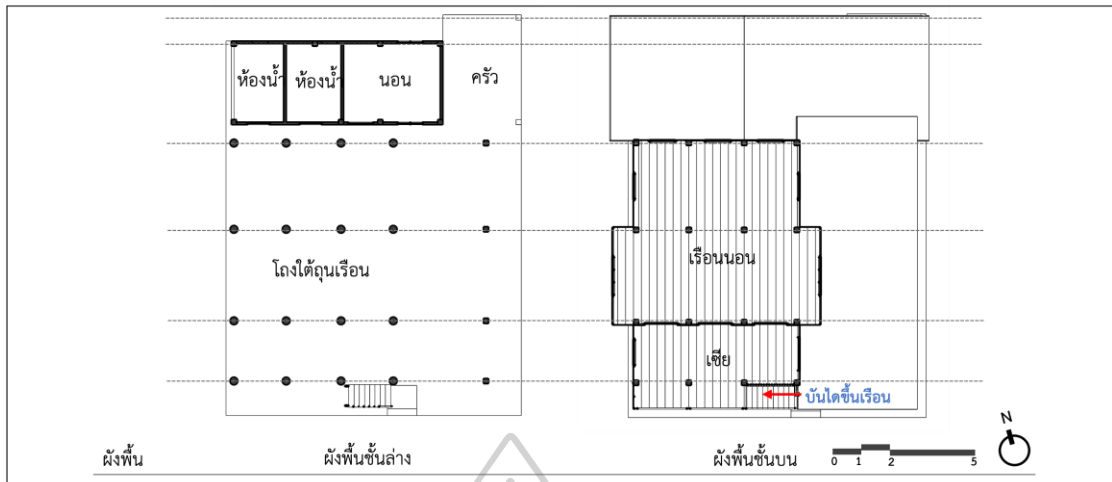 ห้องน้ำ ห้องน้ำ นอน ครัว
โถงใต้ถุนเรือน
เรือนนอน
เซีย
บันไดขึ้นเรือน
N
ผังพื้น ผังพื้นชั้นล่าง ผังพื้นชั้นบน
0 1 2 5